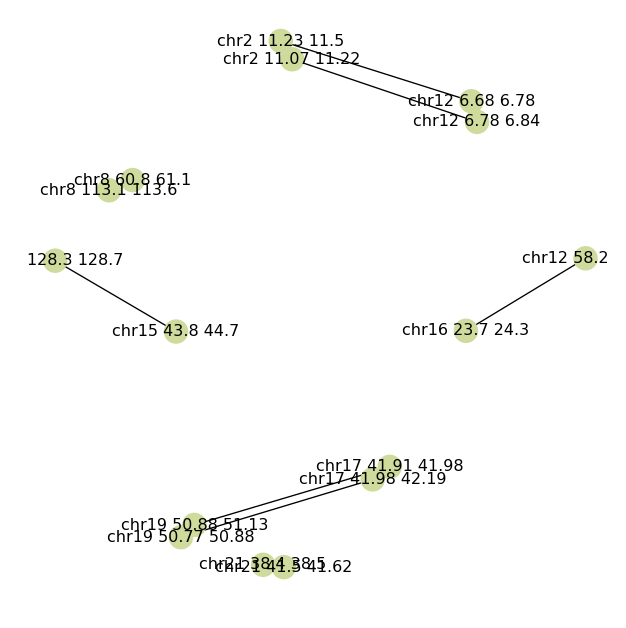 chr2 11.23 11.5
chr2 11.07 11.22
chr12 6.68 6.78
chr12 6.78 6.84
chr8 60.8 61.1
chr8 113.1 113.6
128.3 128.7
chr12 58.2
chr15 43.8 44.7
chr16 23.7 24.3
chr17 41.91 41.98
chr17 41.98 42.19
chr19 50.88 51.13
chr19 50.77 50.88
chr21 38.4 38.5
chr21 41.5 41.62